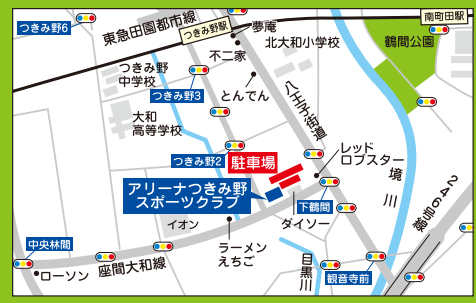 つきみ野6
東急田園都市線
つきみ野駅
夢庵
北大和小学校
不二家
南町田駅
鶴間公園
つきみ野
中学校
つきみ野3
とんでん
八王子街道
大和
高等学校
つきみ野2
駐車場
レッド
ロブスター
境川
アリーナつきみ野
スポーツクラブ
下鶴間
246号線
イオン
ダイソー
中央林間
ラーメン
えちご
座間大和線
ローソン
目黒川
観音寺前